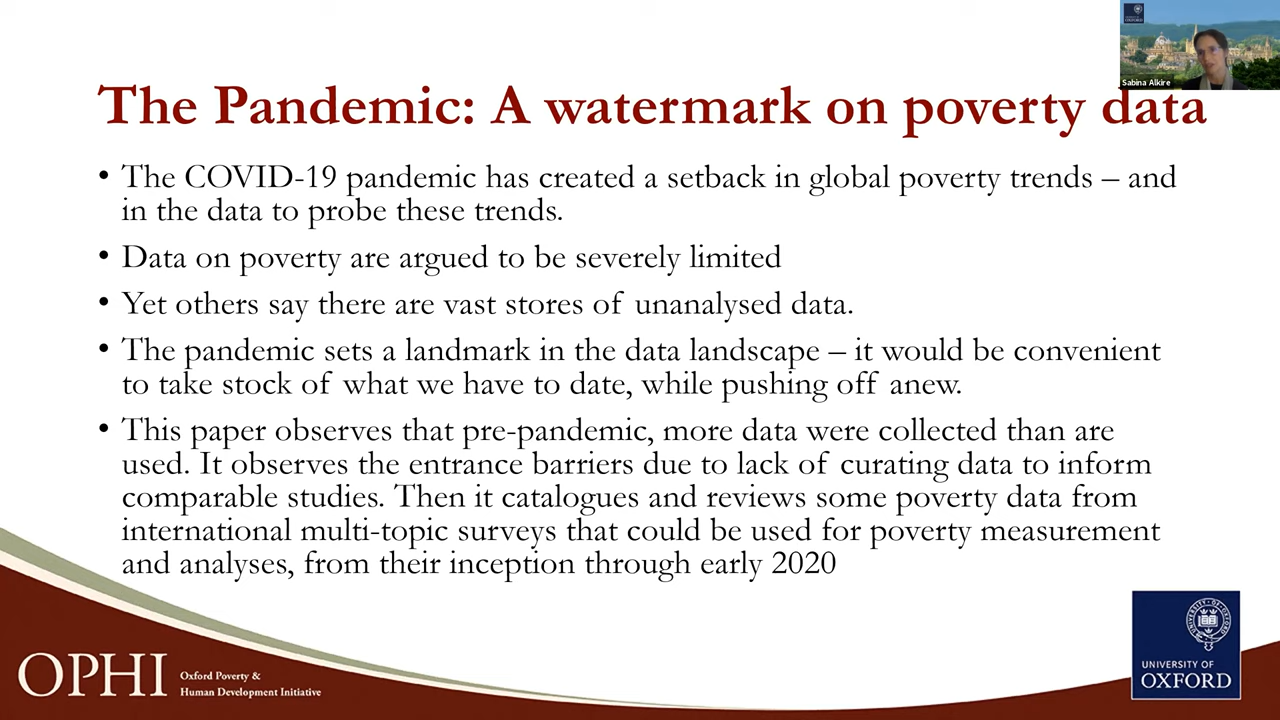 UNIVERSITY OF
OXFORD
Sabina Alkire
The Pandemic: A watermark on poverty data
• The COVID-19 pandemic has created a setback in global poverty trends – and
in the data to probe these trends.
• Data on poverty are argued to be severely limited
• Yet others say there are vast stores of unanalysed data.
• The pandemic sets a landmark in the data landscape – it would be convenient
to take stock of what we have to date, while pushing off anew.
• This paper observes that pre-pandemic, more data were collected than are
used. It observes the entrance barriers due to lack of curating data to inform
comparable studies. Then it catalogues and reviews some poverty data from
international multi-topic surveys that could be used for poverty measurement
and analyses, from their inception through early 2020
OPHI
Oxford Poverty &
Human Development Initiative
UNIVERSITY OF
OXFORD